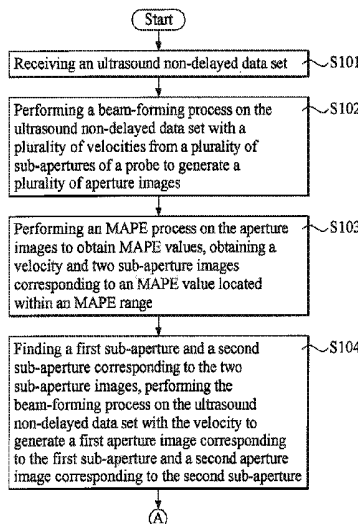 Start
Receiving an ultrasound non-delayed data set
S101
Performing a beam-forming process on the
ultrasound non-delayed data set with a
plurality of velocities from a plurality of
sub-apertures of a probe to generate a
plurality of aperture images
S102
Performing an MAPE process on the aperture
images to obtain MAPE values, obtaining a
velocity and two sub-aperture images
corresponding to an MAPE value located
within an MAPE range
S103
Finding a first sub-aperture and a second
sub-aperture corresponding to the two
sub-aperture images, performing the
beam-forming process on the ultrasound
non-delayed data set with the velocity to
generate a first aperture image corresponding
to the first sub-aperture and a second aperture
image corresponding to the second sub-aperture
S104
A